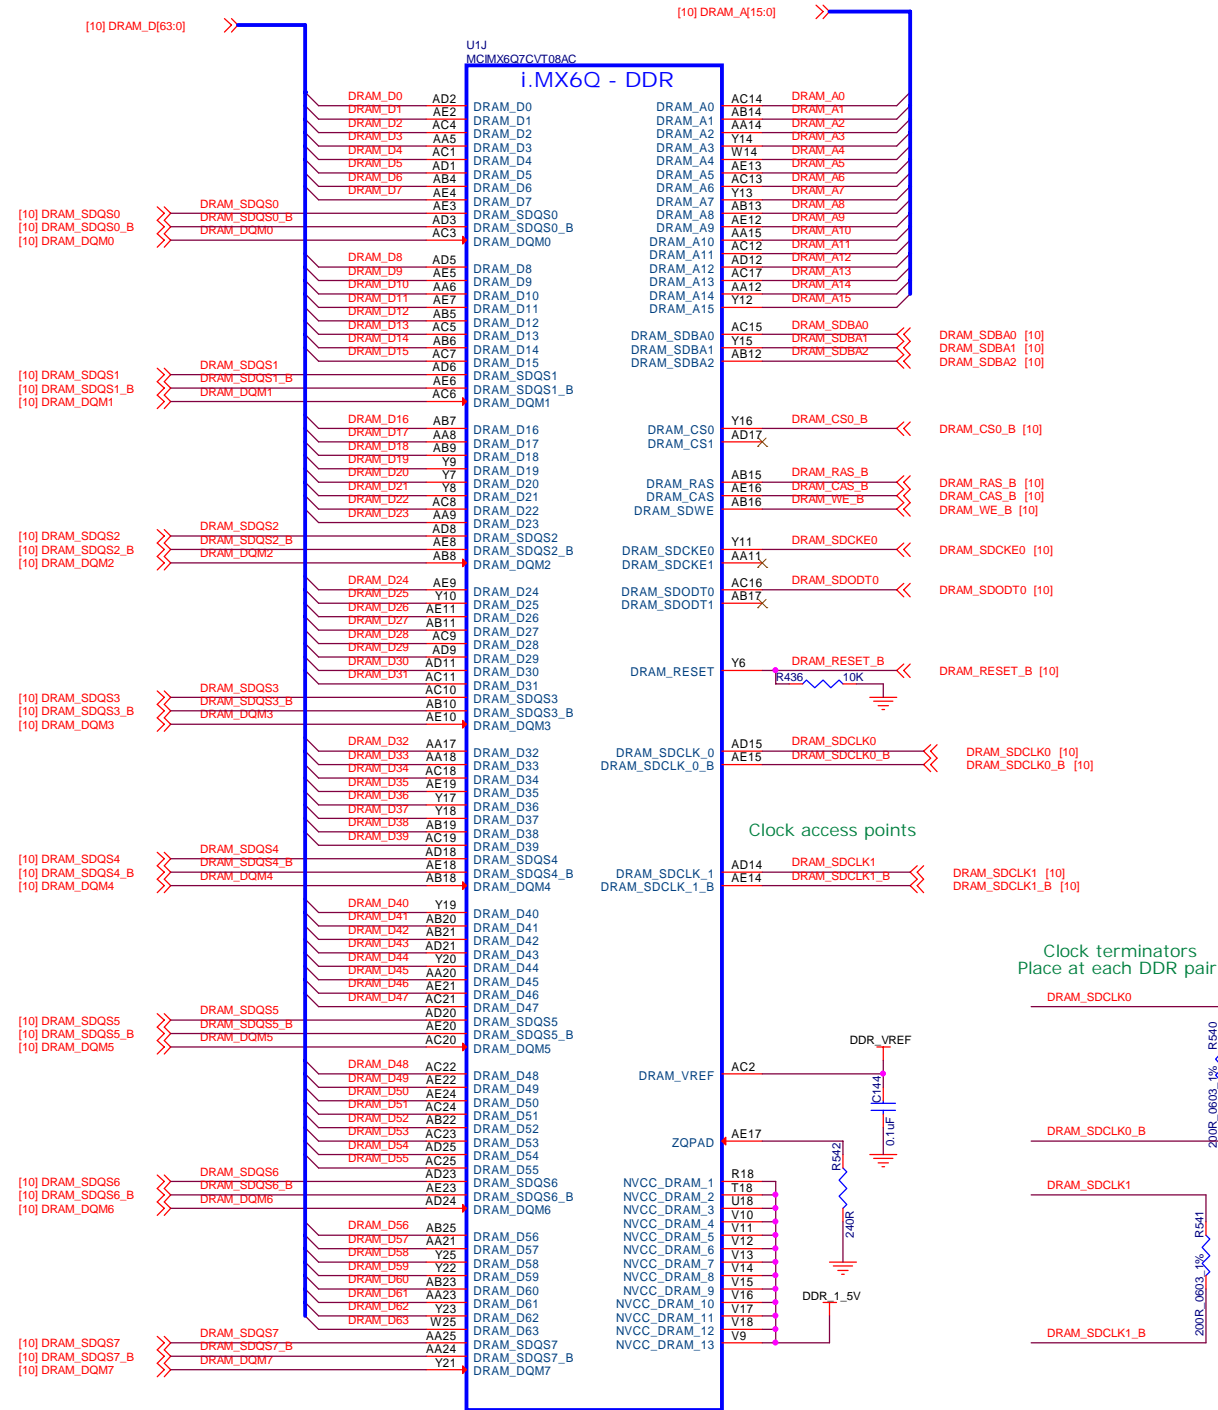 [10] DRAM_D[63:0]
[10] DRAM_A[15:0]
U1J
MCIMX6Q7CVT08AC
i.MX6Q - DDR
DRAM_D0 AD2 DRAM_D0
DRAM_D1 AE2 DRAM_D1
DRAM_D2 AC4 DRAM_D2
DRAM_D3 AA5 DRAM_D3
DRAM_D4 AC1 DRAM_D4
DRAM_D5 AD1 DRAM_D5
DRAM_D6 AB4 DRAM_D6
DRAM_D7 AE4 DRAM_D7
[10] DRAM_SDQS0 DRAM_SDQS0 AE3 DRAM_SDQS0
[10] DRAM_SDQS0_B DRAM_SDQS0_B AD3 DRAM_SDQS0_B
[10] DRAM_DQM0 DRAM_DQM0 AC3 DRAM_DQM0
DRAM_D8 AD5 DRAM_D8
DRAM_D9 AE5 DRAM_D9
DRAM_D10 AA6 DRAM_D10
DRAM_D11 AE7 DRAM_D11
DRAM_D12 AB5 DRAM_D12
DRAM_D13 AC5 DRAM_D13
DRAM_D14 AB6 DRAM_D14
DRAM_D15 AC7 DRAM_D15
[10] DRAM_SDQS1 DRAM_SDQS1 AD6 DRAM_SDQS1
[10] DRAM_SDQS1_B DRAM_SDQS1_B AE6 DRAM_SDQS1_B
[10] DRAM_DQM1 DRAM_DQM1 AC6 DRAM_DQM1
DRAM_D16 AB7 DRAM_D16
DRAM_D17 AA8 DRAM_D17
DRAM_D18 AB9 DRAM_D18
DRAM_D19 Y9 DRAM_D19
DRAM_D20 Y7 DRAM_D20
DRAM_D21 Y8 DRAM_D21
DRAM_D22 AC8 DRAM_D22
DRAM_D23 AA9 DRAM_D23
[10] DRAM_SDQS2 DRAM_SDQS2 AD8 DRAM_SDQS2
[10] DRAM_SDQS2_B DRAM_SDQS2_B AE8 DRAM_SDQS2_B
[10] DRAM_DQM2 DRAM_DQM2 AB8 DRAM_DQM2
DRAM_D24 AE9 DRAM_D24
DRAM_D25 Y10 DRAM_D25
DRAM_D26 AE11 DRAM_D26
DRAM_D27 AB11 DRAM_D27
DRAM_D28 AC9 DRAM_D28
DRAM_D29 AD9 DRAM_D29
DRAM_D30 AD11 DRAM_D30
DRAM_D31 AC11 DRAM_D31
[10] DRAM_SDQS3 DRAM_SDQS3 AC10 DRAM_SDQS3
[10] DRAM_SDQS3_B DRAM_SDQS3_B AB10 DRAM_SDQS3_B
[10] DRAM_DQM3 DRAM_DQM3 AE10 DRAM_DQM3
DRAM_D32 AA17 DRAM_D32
DRAM_D33 AA18 DRAM_D33
DRAM_D34 AC18 DRAM_D34
DRAM_D35 AE19 DRAM_D35
DRAM_D36 Y17 DRAM_D36
DRAM_D37 Y18 DRAM_D37
DRAM_D38 AB19 DRAM_D38
DRAM_D39 AC19 DRAM_D39
[10] DRAM_SDQS4 DRAM_SDQS4 AD18 DRAM_SDQS4
[10] DRAM_SDQS4_B DRAM_SDQS4_B AE18 DRAM_SDQS4_B
[10] DRAM_DQM4 DRAM_DQM4 AB18 DRAM_DQM4
DRAM_D40 Y19 DRAM_D40
DRAM_D41 AB20 DRAM_D41
DRAM_D42 AB21 DRAM_D42
DRAM_D43 AD21 DRAM_D43
DRAM_D44 Y20 DRAM_D44
DRAM_D45 AA20 DRAM_D45
DRAM_D46 AE21 DRAM_D46
DRAM_D47 AC21 DRAM_D47
[10] DRAM_SDQS5 DRAM_SDQS5 AD20 DRAM_SDQS5
[10] DRAM_SDQS5_B DRAM_SDQS5_B AE20 DRAM_SDQS5_B
[10] DRAM_DQM5 DRAM_DQM5 AC20 DRAM_DQM5
DRAM_D48 AC22 DRAM_D48
DRAM_D49 AE22 DRAM_D49
DRAM_D50 AE24 DRAM_D50
DRAM_D51 AC24 DRAM_D51
DRAM_D52 AB22 DRAM_D52
DRAM_D53 AC23 DRAM_D53
DRAM_D54 AD25 DRAM_D54
DRAM_D55 AC25 DRAM_D55
[10] DRAM_SDQS6 DRAM_SDQS6 AD23 DRAM_SDQS6
[10] DRAM_SDQS6_B DRAM_SDQS6_B AE23 DRAM_SDQS6_B
[10] DRAM_DQM6 DRAM_DQM6 AD24 DRAM_DQM6
DRAM_D56 AB25 DRAM_D56
DRAM_D57 AA21 DRAM_D57
DRAM_D58 Y25 DRAM_D58
DRAM_D59 Y22 DRAM_D59
DRAM_D60 AB23 DRAM_D60
DRAM_D61 AA23 DRAM_D61
DRAM_D62 Y23 DRAM_D62
DRAM_D63 W25 DRAM_D63
[10] DRAM_SDQS7 DRAM_SDQS7 AA25 DRAM_SDQS7
[10] DRAM_SDQS7_B DRAM_SDQS7_B AA24 DRAM_SDQS7_B
[10] DRAM_DQM7 DRAM_DQM7 Y21 DRAM_DQM7
DRAM_A0 AC14 DRAM_A0
DRAM_A1 AB14 DRAM_A1
DRAM_A2 AA14 DRAM_A2
DRAM_A3 Y14 DRAM_A3
DRAM_A4 W14 DRAM_A4
DRAM_A5 AE13 DRAM_A5
DRAM_A6 AC13 DRAM_A6
DRAM_A7 Y13 DRAM_A7
DRAM_A8 AB13 DRAM_A8
DRAM_A9 AE12 DRAM_A9
DRAM_A10 AA15 DRAM_A10
DRAM_A11 AC12 DRAM_A11
DRAM_A12 AD12 DRAM_A12
DRAM_A13 AC17 DRAM_A13
DRAM_A14 AA12 DRAM_A14
DRAM_A15 Y12 DRAM_A15
DRAM_SDBA0 AC15 DRAM_SDBA0 DRAM_SDBA0 [10]
DRAM_SDBA1 Y15 DRAM_SDBA1 DRAM_SDBA1 [10]
DRAM_SDBA2 AB12 DRAM_SDBA2 DRAM_SDBA2 [10]
DRAM_CS0 Y16 DRAM_CS0_B DRAM_CS0_B [10]
DRAM_CS1 AD17
DRAM_RAS AB15 DRAM_RAS_B DRAM_RAS_B [10]
DRAM_CAS AE16 DRAM_CAS_B DRAM_CAS_B [10]
DRAM_SDWE AB16 DRAM_WE_B DRAM_WE_B [10]
DRAM_SDCKE0 Y11 DRAM_SDCKE0 DRAM_SDCKE0 [10]
DRAM_SDCKE1 AA11
DRAM_SDODT0 AC16 DRAM_SDODT0 DRAM_SDODT0 [10]
DRAM_SDODT1 AB17
DRAM_RESET Y6 DRAM_RESET_B DRAM_RESET_B [10]
R436 10K
DRAM_SDCLK_0 AD15 DRAM_SDCLK0 DRAM_SDCLK0 [10]
DRAM_SDCLK_0_B AE15 DRAM_SDCLK0_B DRAM_SDCLK0_B [10]
Clock access points
DRAM_SDCLK_1 AD14 DRAM_SDCLK1 DRAM_SDCLK1 [10]
DRAM_SDCLK_1_B AE14 DRAM_SDCLK1_B DRAM_SDCLK1_B [10]
Clock terminators
Place at each DDR pair
DRAM_SDCLK0
R540
200R_0603_1%
DRAM_SDCLK0_B
DRAM_SDCLK1
R541
200R_0603_1%
DRAM_SDCLK1_B
DDR_VREF
DRAM_VREF AC2
C144
0.1uF
ZQPAD AE17
R542
240R
NVCC_DRAM_1 R18
NVCC_DRAM_2 T18
NVCC_DRAM_3 U18
NVCC_DRAM_4 V10
NVCC_DRAM_5 V11
NVCC_DRAM_6 V12
NVCC_DRAM_7 V13
NVCC_DRAM_8 V14
NVCC_DRAM_9 V15
NVCC_DRAM_10 V16
NVCC_DRAM_11 V17
NVCC_DRAM_12 V18
NVCC_DRAM_13 V9
DDR_1_5V